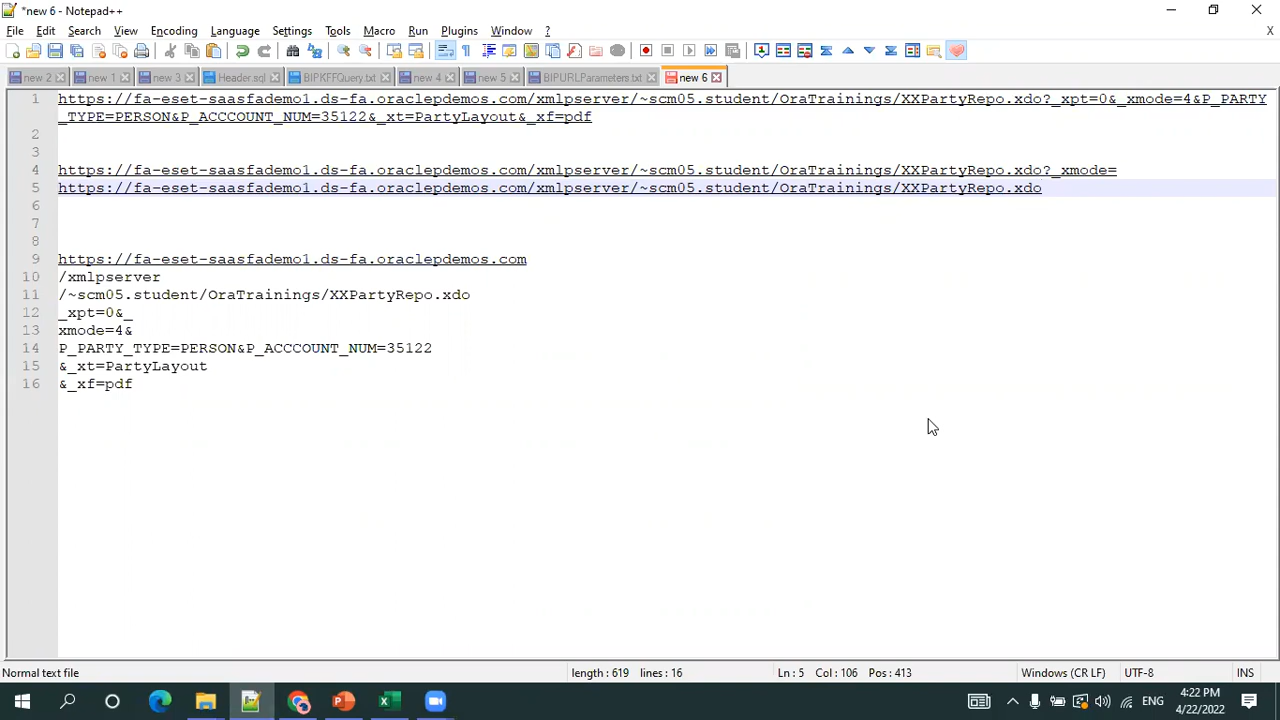 *new 6 - Notepad++
File Edit Search View Encoding Language Settings Tools Macro Run Plugins Window ?
X
new 2 new 1 new 3 Header.sql BIPKFFQuery.txt new 4 new 5 BIPURLParameters.txt new 6
1 https://fa-eset-saasfademo1.ds-fa.oraclepdemos.com/xmlpserver/~scm05.student/OraTrainings/XXPartyRepo.xdo?_xpt=0&_xmode=4&P_PARTY
_TYPE=PERSON&P_ACCCOUNT_NUM=35122&_xt=PartyLayout&_xf=pdf
2
3
4 https://fa-eset-saasfademo1.ds-fa.oraclepdemos.com/xmlpserver/~scm05.student/OraTrainings/XXPartyRepo.xdo?_xmode=
5 https://fa-eset-saasfademo1.ds-fa.oraclepdemos.com/xmlpserver/~scm05.student/OraTrainings/XXPartyRepo.xdo
6
7
8
9 https://fa-eset-saasfademo1.ds-fa.oraclepdemos.com
10 /xmlpserver
11 /~scm05.student/OraTrainings/XXPartyRepo.xdo
12 _xpt=0&_
13 xmode=4&
14 P_PARTY_TYPE=PERSON&P_ACCCOUNT_NUM=35122
15 &_xt=PartyLayout
16 &_xf=pdf
Normal text file length : 619 lines : 16 Ln : 5 Col : 106 Pos : 413 Windows (CR LF) UTF-8 INS
ENG 4:22 PM
4/22/2022